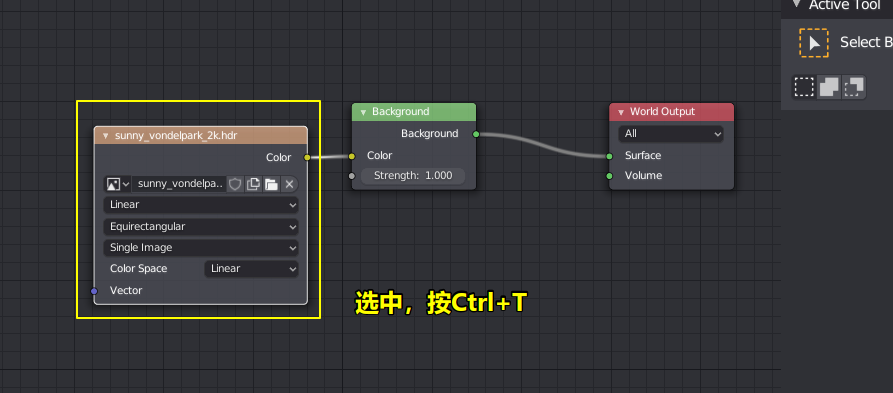 Active Tool
Select B
sunny_vondelpark_2k.hdr
Color
sunny_vondelpa..
Linear
Equirectangular
Single Image
Color Space
Linear
Vector
Background
Background
Color
Strength: 1.000
World Output
All
Surface
Volume
选中，按Ctrl+T